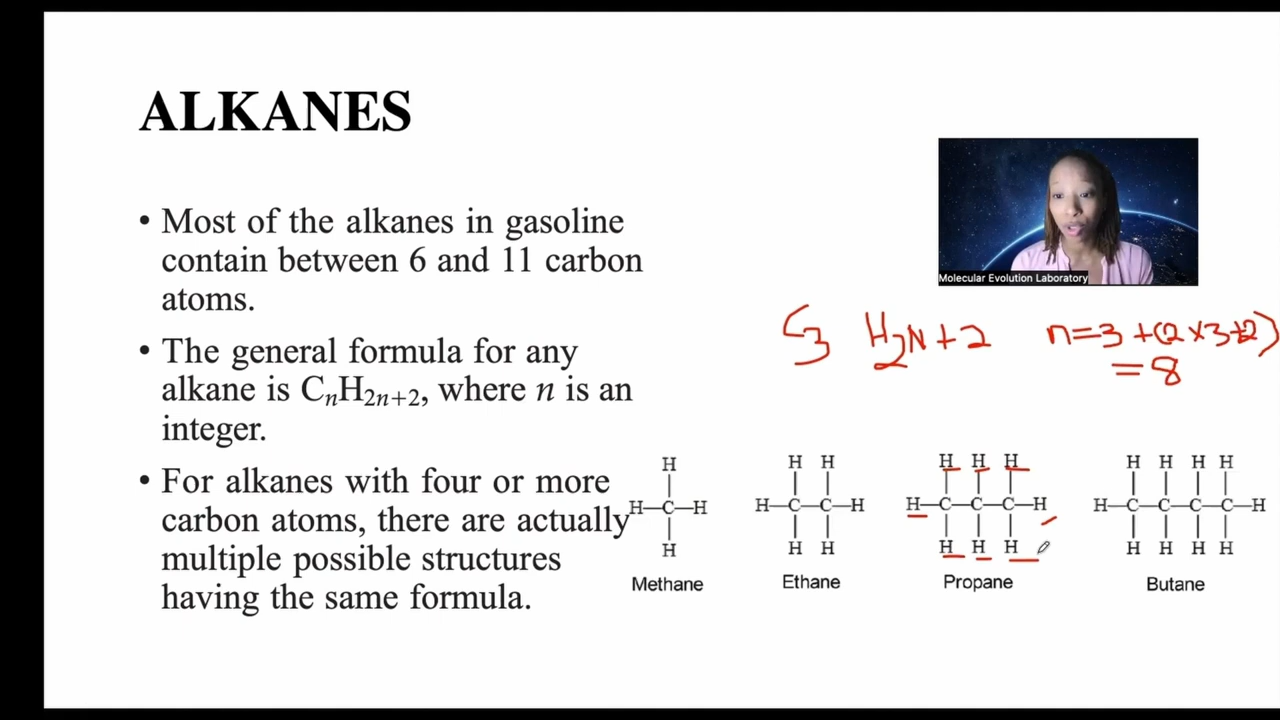 ALKANES
• Most of the alkanes in gasoline
contain between 6 and 11 carbon
atoms.
• The general formula for any
alkane is CₙH₂ₙ₊₂, where n is an
integer.
• For alkanes with four or more
carbon atoms, there are actually
multiple possible structures
having the same formula.
Molecular Evolution Laboratory
C3 H2N+2 n=3+(2x3+2)
=8
H
H-C-H
H
Methane
H H
H-C-C-H
H H
Ethane
H H H
H-C-C-C-H
H H H
Propane
H H H H
H-C-C-C-C-H
H H H H
Butane